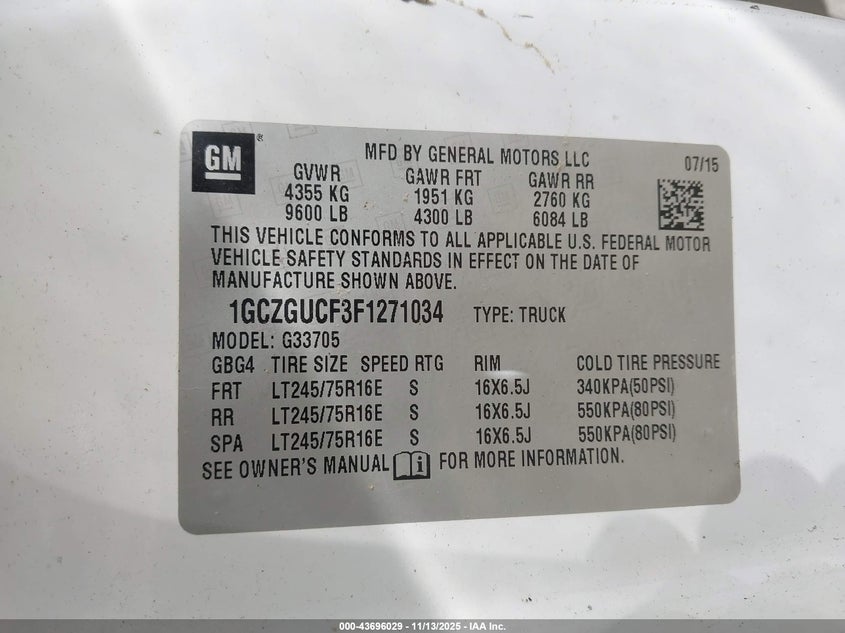 GM ®
MFD BY GENERAL MOTORS LLC 07/15
GVWR GAWR FRT GAWR RR
4355 KG 1951 KG 2760 KG
9600 LB 4300 LB 6084 LB
THIS VEHICLE CONFORMS TO ALL APPLICABLE U.S. FEDERAL MOTOR
VEHICLE SAFETY STANDARDS IN EFFECT ON THE DATE OF
MANUFACTURE SHOWN ABOVE.
1GCZGUCF3F1271034 TYPE: TRUCK
MODEL: G33705
GBG4 TIRE SIZE SPEED RTG RIM COLD TIRE PRESSURE
FRT LT245/75R16E S 16X6.5J 340KPA(50PSI)
RR LT245/75R16E S 16X6.5J 550KPA(80PSI)
SPA LT245/75R16E S 16X6.5J 550KPA(80PSI)
SEE OWNER'S MANUAL i FOR MORE INFORMATION.
000-43696029 - 11/13/2025 - IAA Inc.